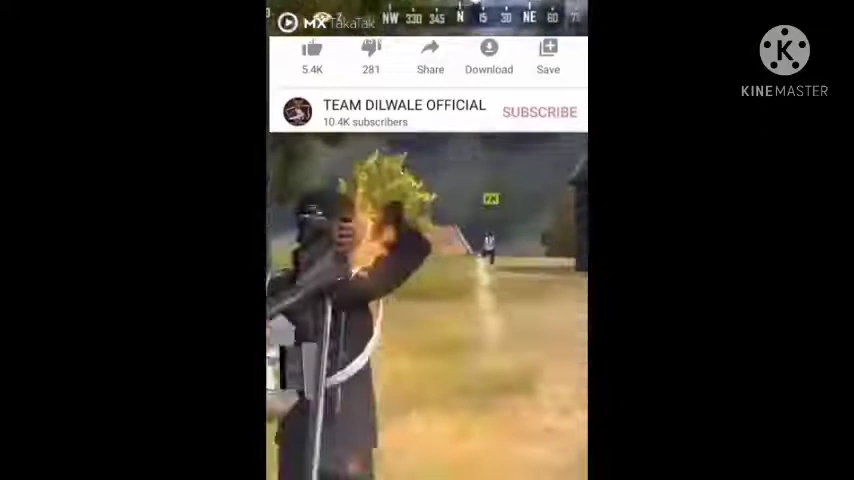 MX TakaTak
NW 330 345 N 15 30 NE 60
5.4K 281 Share Download Save
TEAM DILWALE OFFICIAL
10.4K subscribers
SUBSCRIBE
K
KINEMASTER